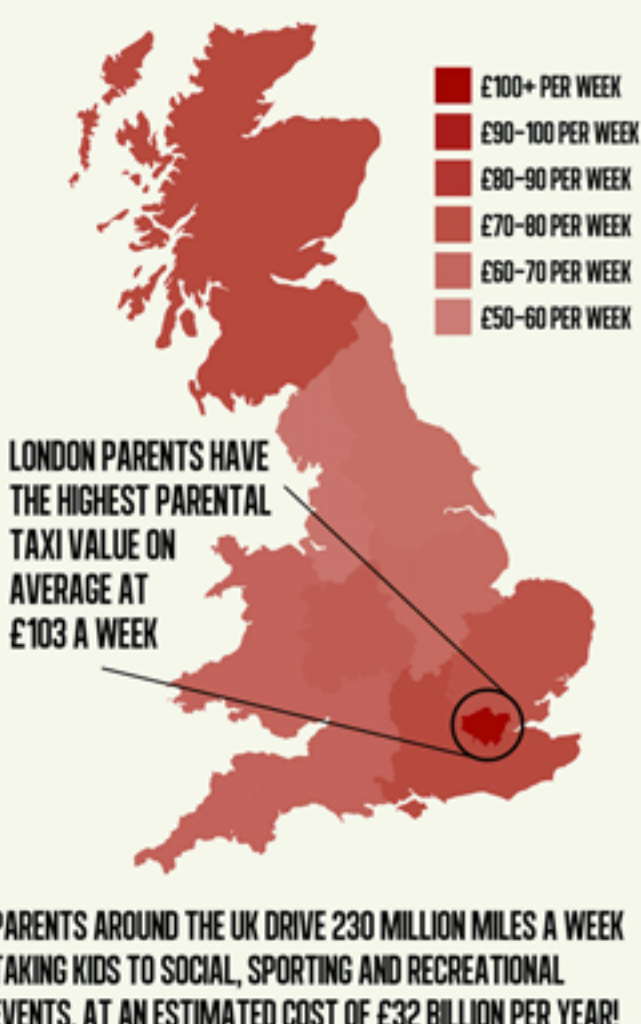 £100+ PER WEEK
£90-100 PER WEEK
£80-90 PER WEEK
£70-80 PER WEEK
£60-70 PER WEEK
£50-60 PER WEEK
LONDON PARENTS HAVE
THE HIGHEST PARENTAL
TAXI VALUE ON
AVERAGE AT
£103 A WEEK
PARENTS AROUND THE UK DRIVE 230 MILLION MILES A WEEK
TAKING KIDS TO SOCIAL, SPORTING AND RECREATIONAL
EVENTS, AT AN ESTIMATED COST OF £32 BILLION PER YEAR!